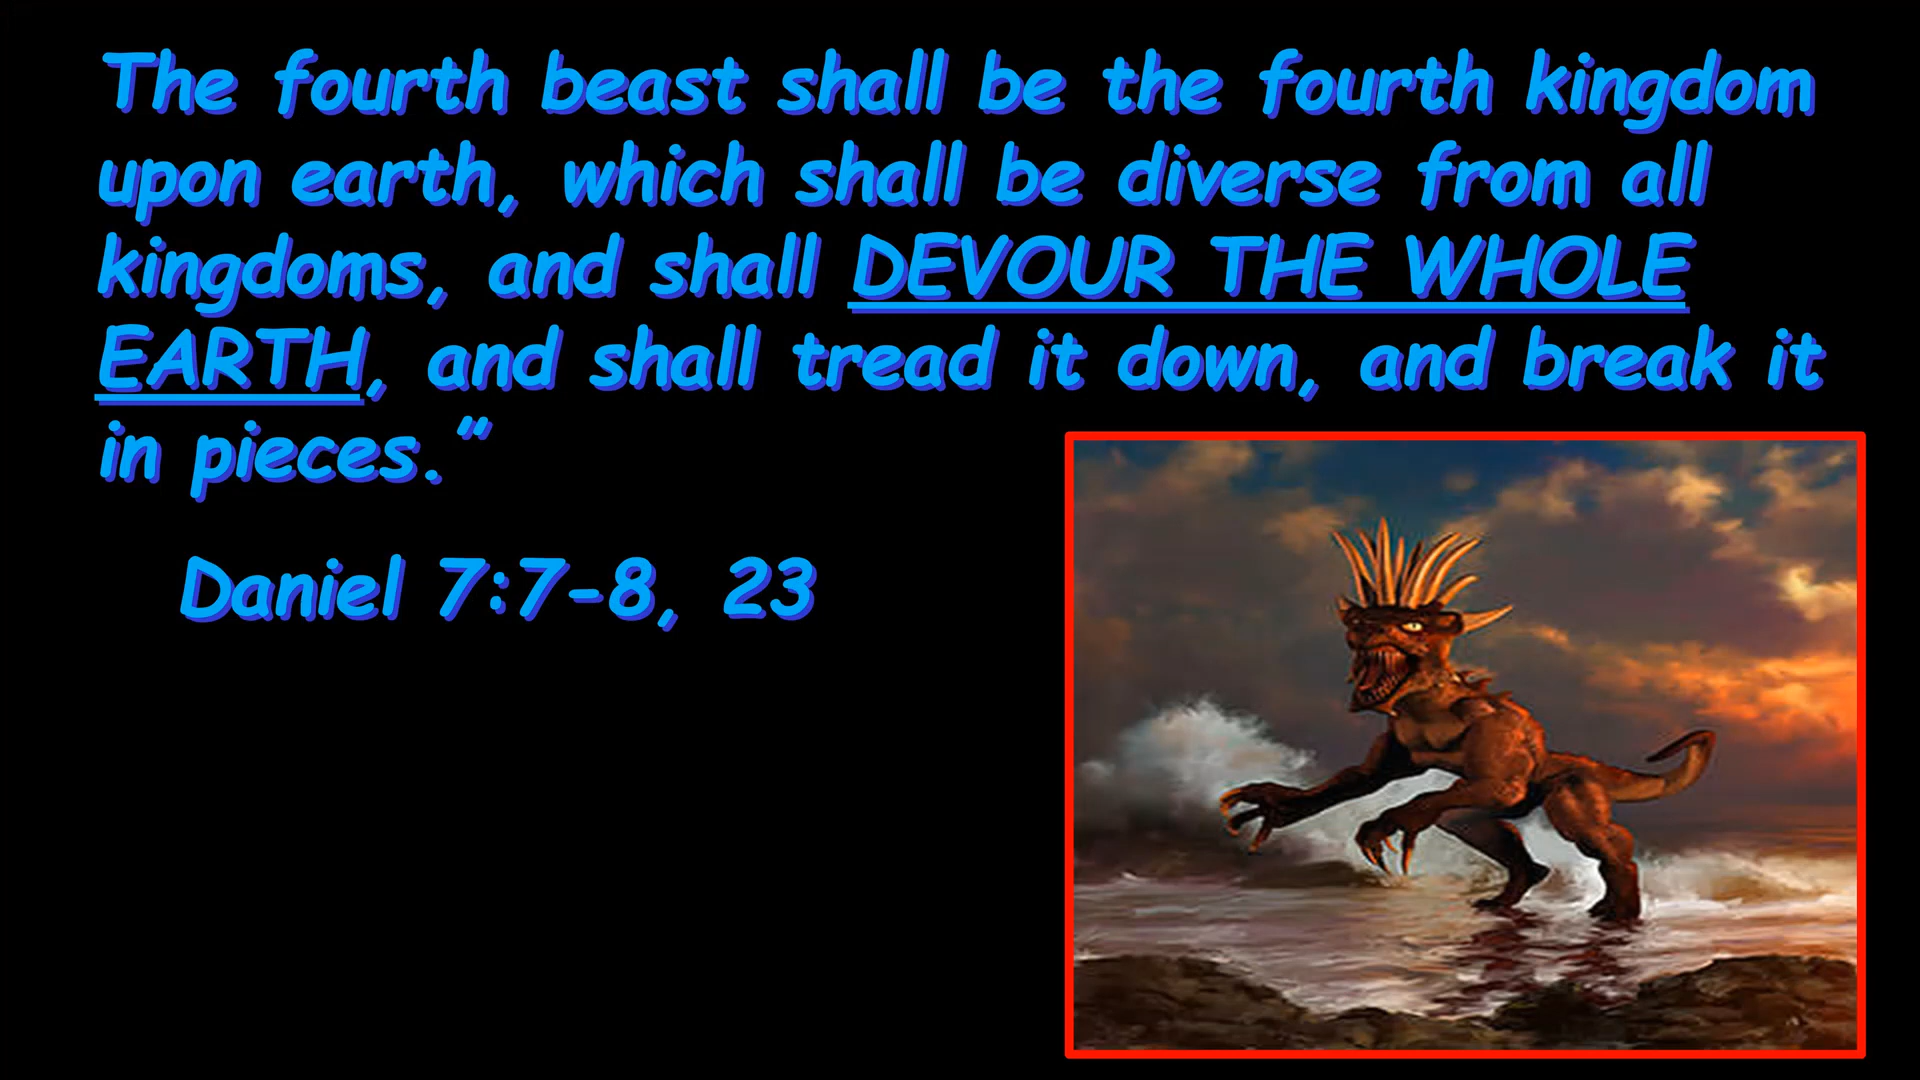 The fourth beast shall be the fourth kingdom
upon earth, which shall be diverse from all
kingdoms, and shall DEVOUR THE WHOLE
EARTH, and shall tread it down, and break it
in pieces.”
Daniel 7:7-8, 23